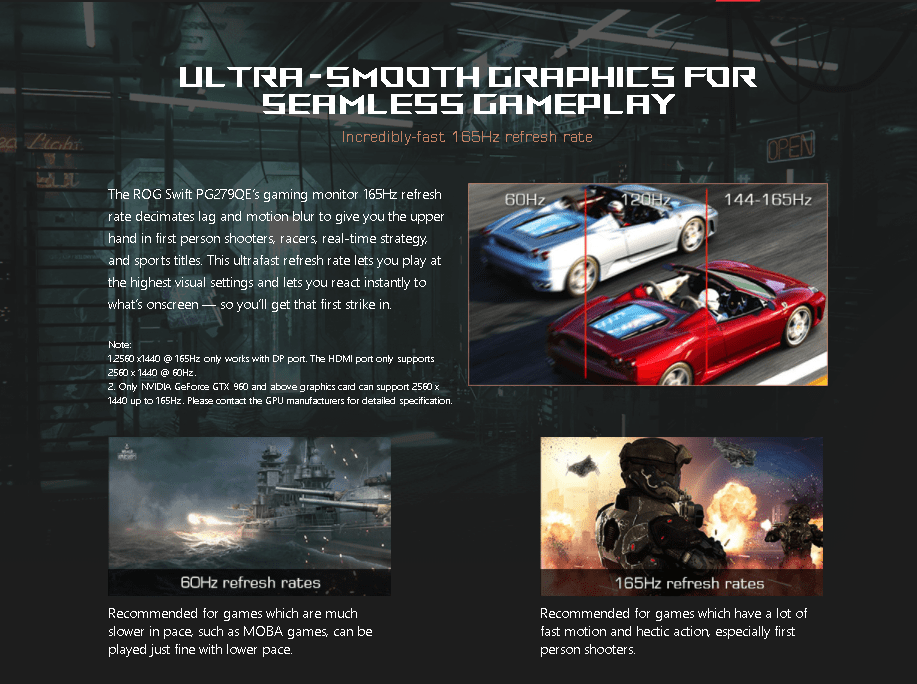 ULTRA-SMOOTH GRAPHICS FOR
SEAMLESS GAMEPLAY
Incredibly-fast 165Hz refresh rate
OPEN
The ROG Swift PG279QE's gaming monitor 165Hz refresh
rate decimates lag and motion blur to give you the upper
hand in first person shooters, racers, real-time strategy,
and sports titles. This ultrafast refresh rate lets you play at
the highest visual settings and lets you react instantly to
what's onscreen — so you'll get that first strike in.
60Hz 120Hz 144-165Hz
Note:
1.2560 x1440 @ 165Hz only works with DP port. The HDMI port only supports
2560 x 1440 @ 60Hz.
2. Only NVIDIA GeForce GTX 960 and above graphics card can support 2560 x
1440 up to 165Hz. Please contact the GPU manufacturers for detailed specification.
60Hz refresh rates
165Hz refresh rates
Recommended for games which are much
slower in pace, such as MOBA games, can be
played just fine with lower pace.
Recommended for games which have a lot of
fast motion and hectic action, especially first
person shooters.